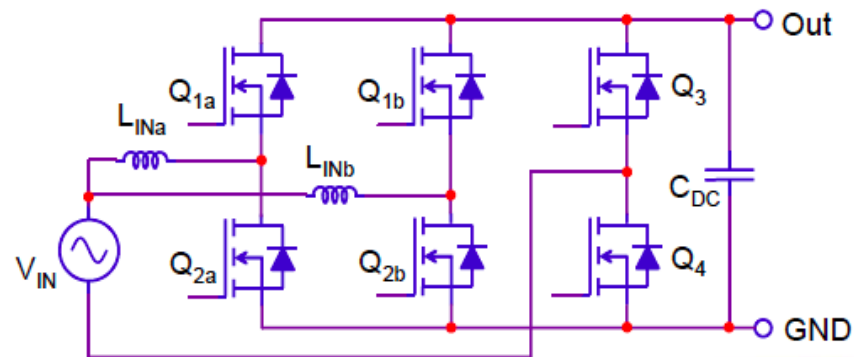 Out
Q1a
Q1b
Q3
LINa
LINb
CDC
VIN
Q2a
Q2b
Q4
GND